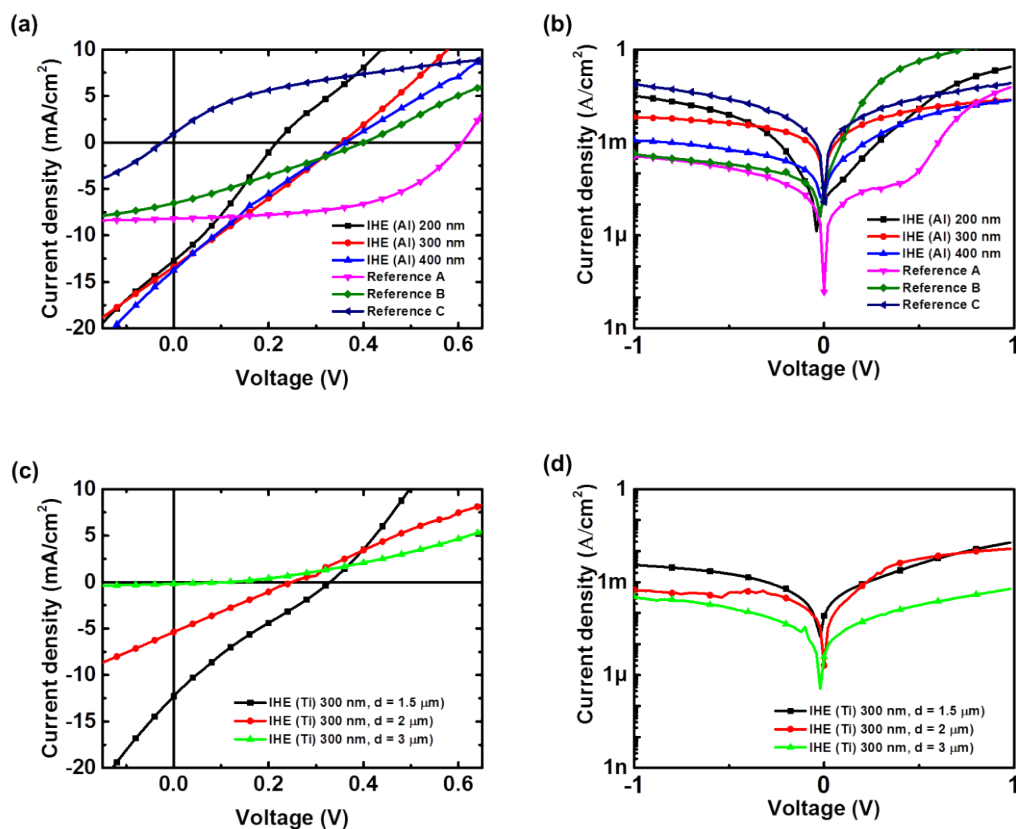 (a)
Current density (mA/cm²)
10
5
0
-5
-10
-15
-20
IHE (Al) 200 nm
IHE (Al) 300 nm
IHE (Al) 400 nm
Reference A
Reference B
Reference C
0.0 0.2 0.4 0.6
Voltage (V)
(b)
Current density (A/cm²)
1
1m
1μ
1n
IHE (Al) 200 nm
IHE (Al) 300 nm
IHE (Al) 400 nm
Reference A
Reference B
Reference C
-1 0 1
Voltage (V)
(c)
Current density (mA/cm²)
10
5
0
-5
-10
-15
-20
IHE (Ti) 300 nm, d = 1.5 μm)
IHE (Ti) 300 nm, d = 2 μm)
IHE (Ti) 300 nm, d = 3 μm)
0.0 0.2 0.4 0.6
Voltage (V)
(d)
Current density (A/cm²)
1
1m
1μ
1n
IHE (Ti) 300 nm, d = 1.5 μm)
IHE (Ti) 300 nm, d = 2 μm)
IHE (Ti) 300 nm, d = 3 μm)
-1 0 1
Voltage (V)